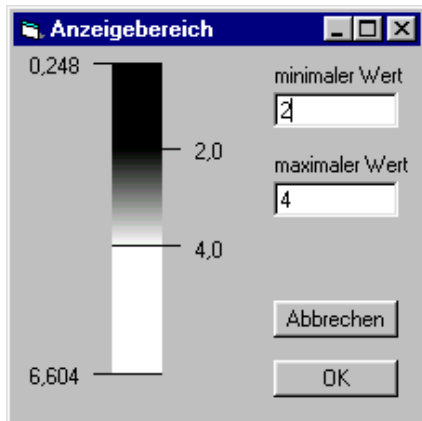 Anzeigebereich
0,248
2,0
4,0
6,604
minimaler Wert
2
maximaler Wert
4
Abbrechen
OK